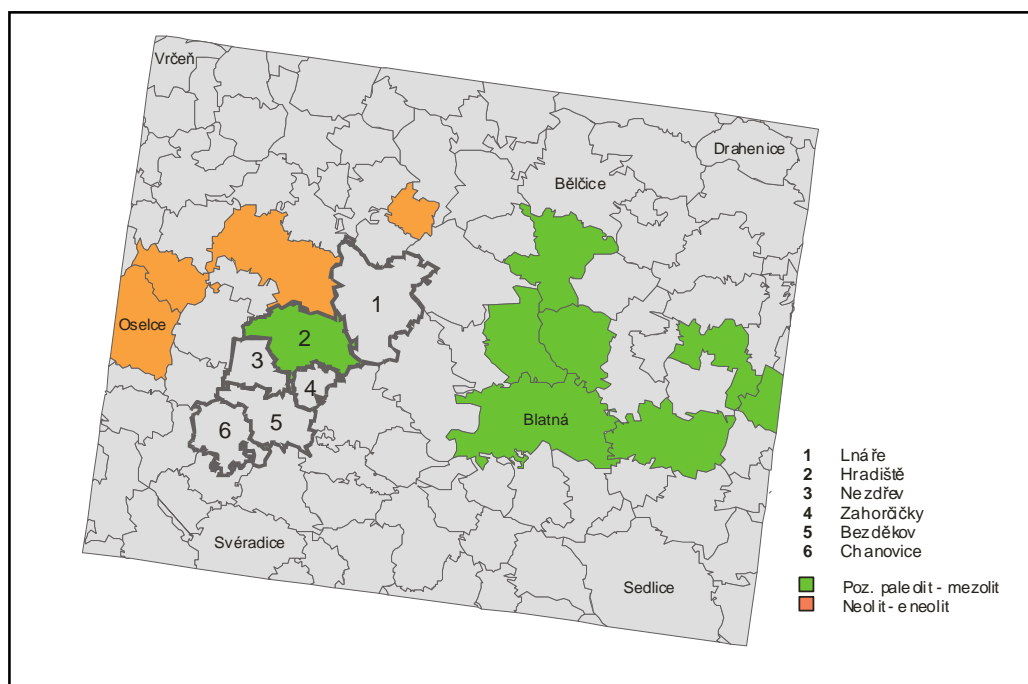 Vrčeň
Drahenice
Bělčice
1
Oselce
2
3
4
Blatná
5
6
1 Lnáře
2 Hradiště
3 Nezdřev
4 Zahorčičky
5 Bezděkov
6 Chanovice
Svéradice
Sedlice
Poz. paleolit - mezolit
Neolit - eneolit